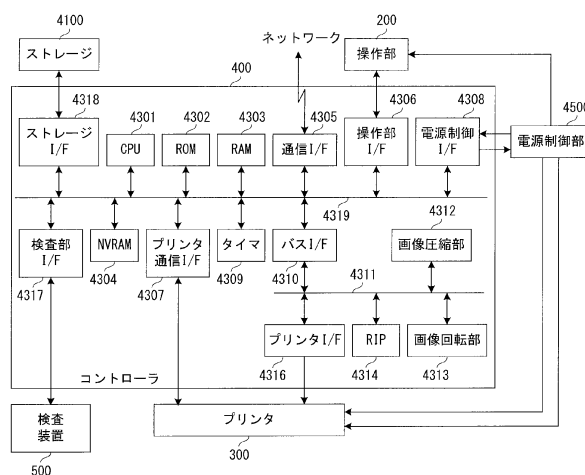 4100
ストレージ
ネットワーク
200
操作部
400
4318
ストレージ
I/F
4301
CPU
4302
ROM
4303
RAM
4305
通信I/F
4306
操作部
I/F
4308
電源制御
I/F
4500
電源制御部
4319
検査部
I/F
4317
NVRAM
4304
プリンタ
通信I/F
4307
タイマ
4309
バスI/F
4310
4312
画像圧縮部
4311
プリンタI/F
4316
RIP
4314
画像回転部
4313
コントローラ
検査
装置
500
プリンタ
300